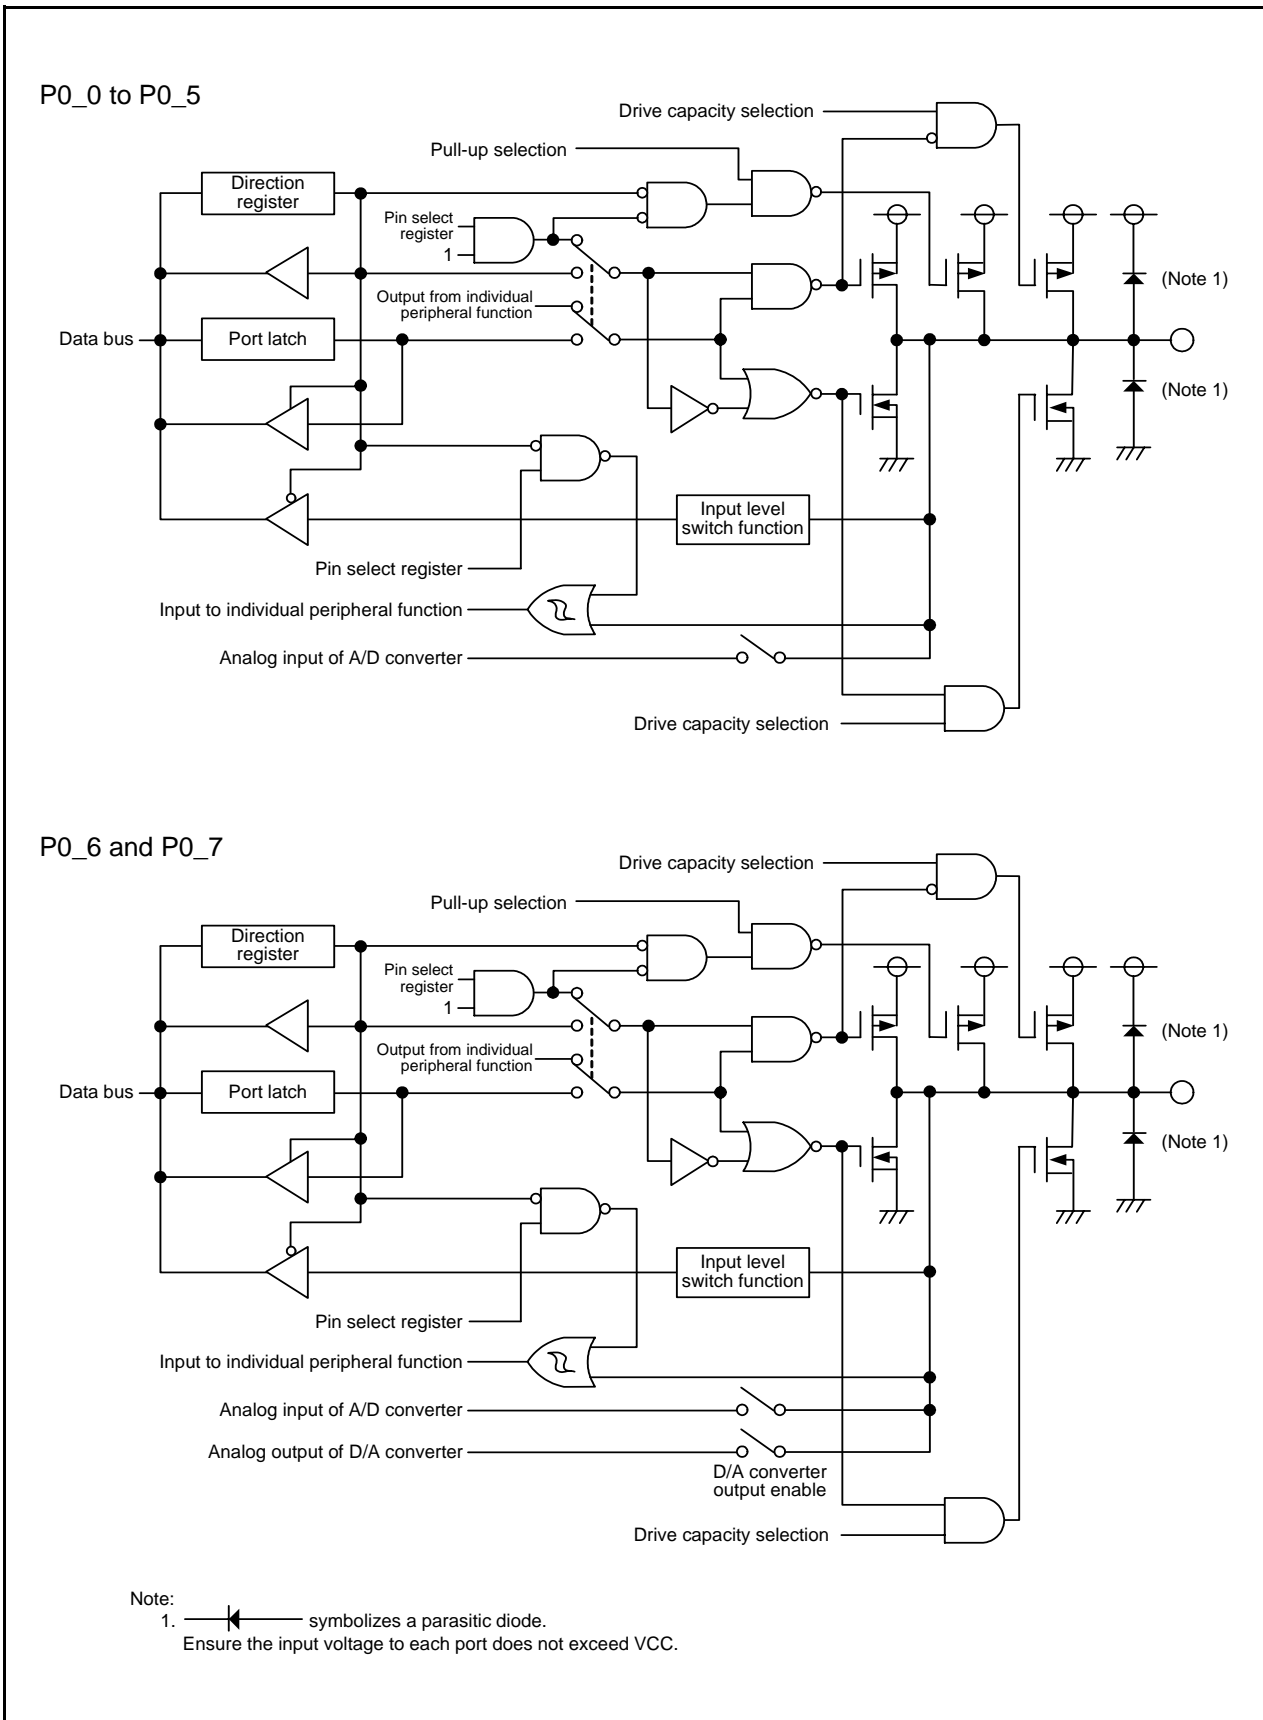 P0_0 to P0_5
Drive capacity selection
Pull-up selection
Direction
register
Pin select
register
1
(Note 1)
Output from individual
peripheral function
Data bus
Port latch
(Note 1)
Input level
switch function
Pin select register
Input to individual peripheral function
Analog input of A/D converter
Drive capacity selection
P0_6 and P0_7
Drive capacity selection
Pull-up selection
Direction
register
Pin select
register
1
(Note 1)
Output from individual
peripheral function
Data bus
Port latch
(Note 1)
Input level
switch function
Pin select register
Input to individual peripheral function
Analog input of A/D converter
Analog output of D/A converter
D/A converter
output enable
Drive capacity selection
Note:
1. symbolizes a parasitic diode.
Ensure the input voltage to each port does not exceed VCC.